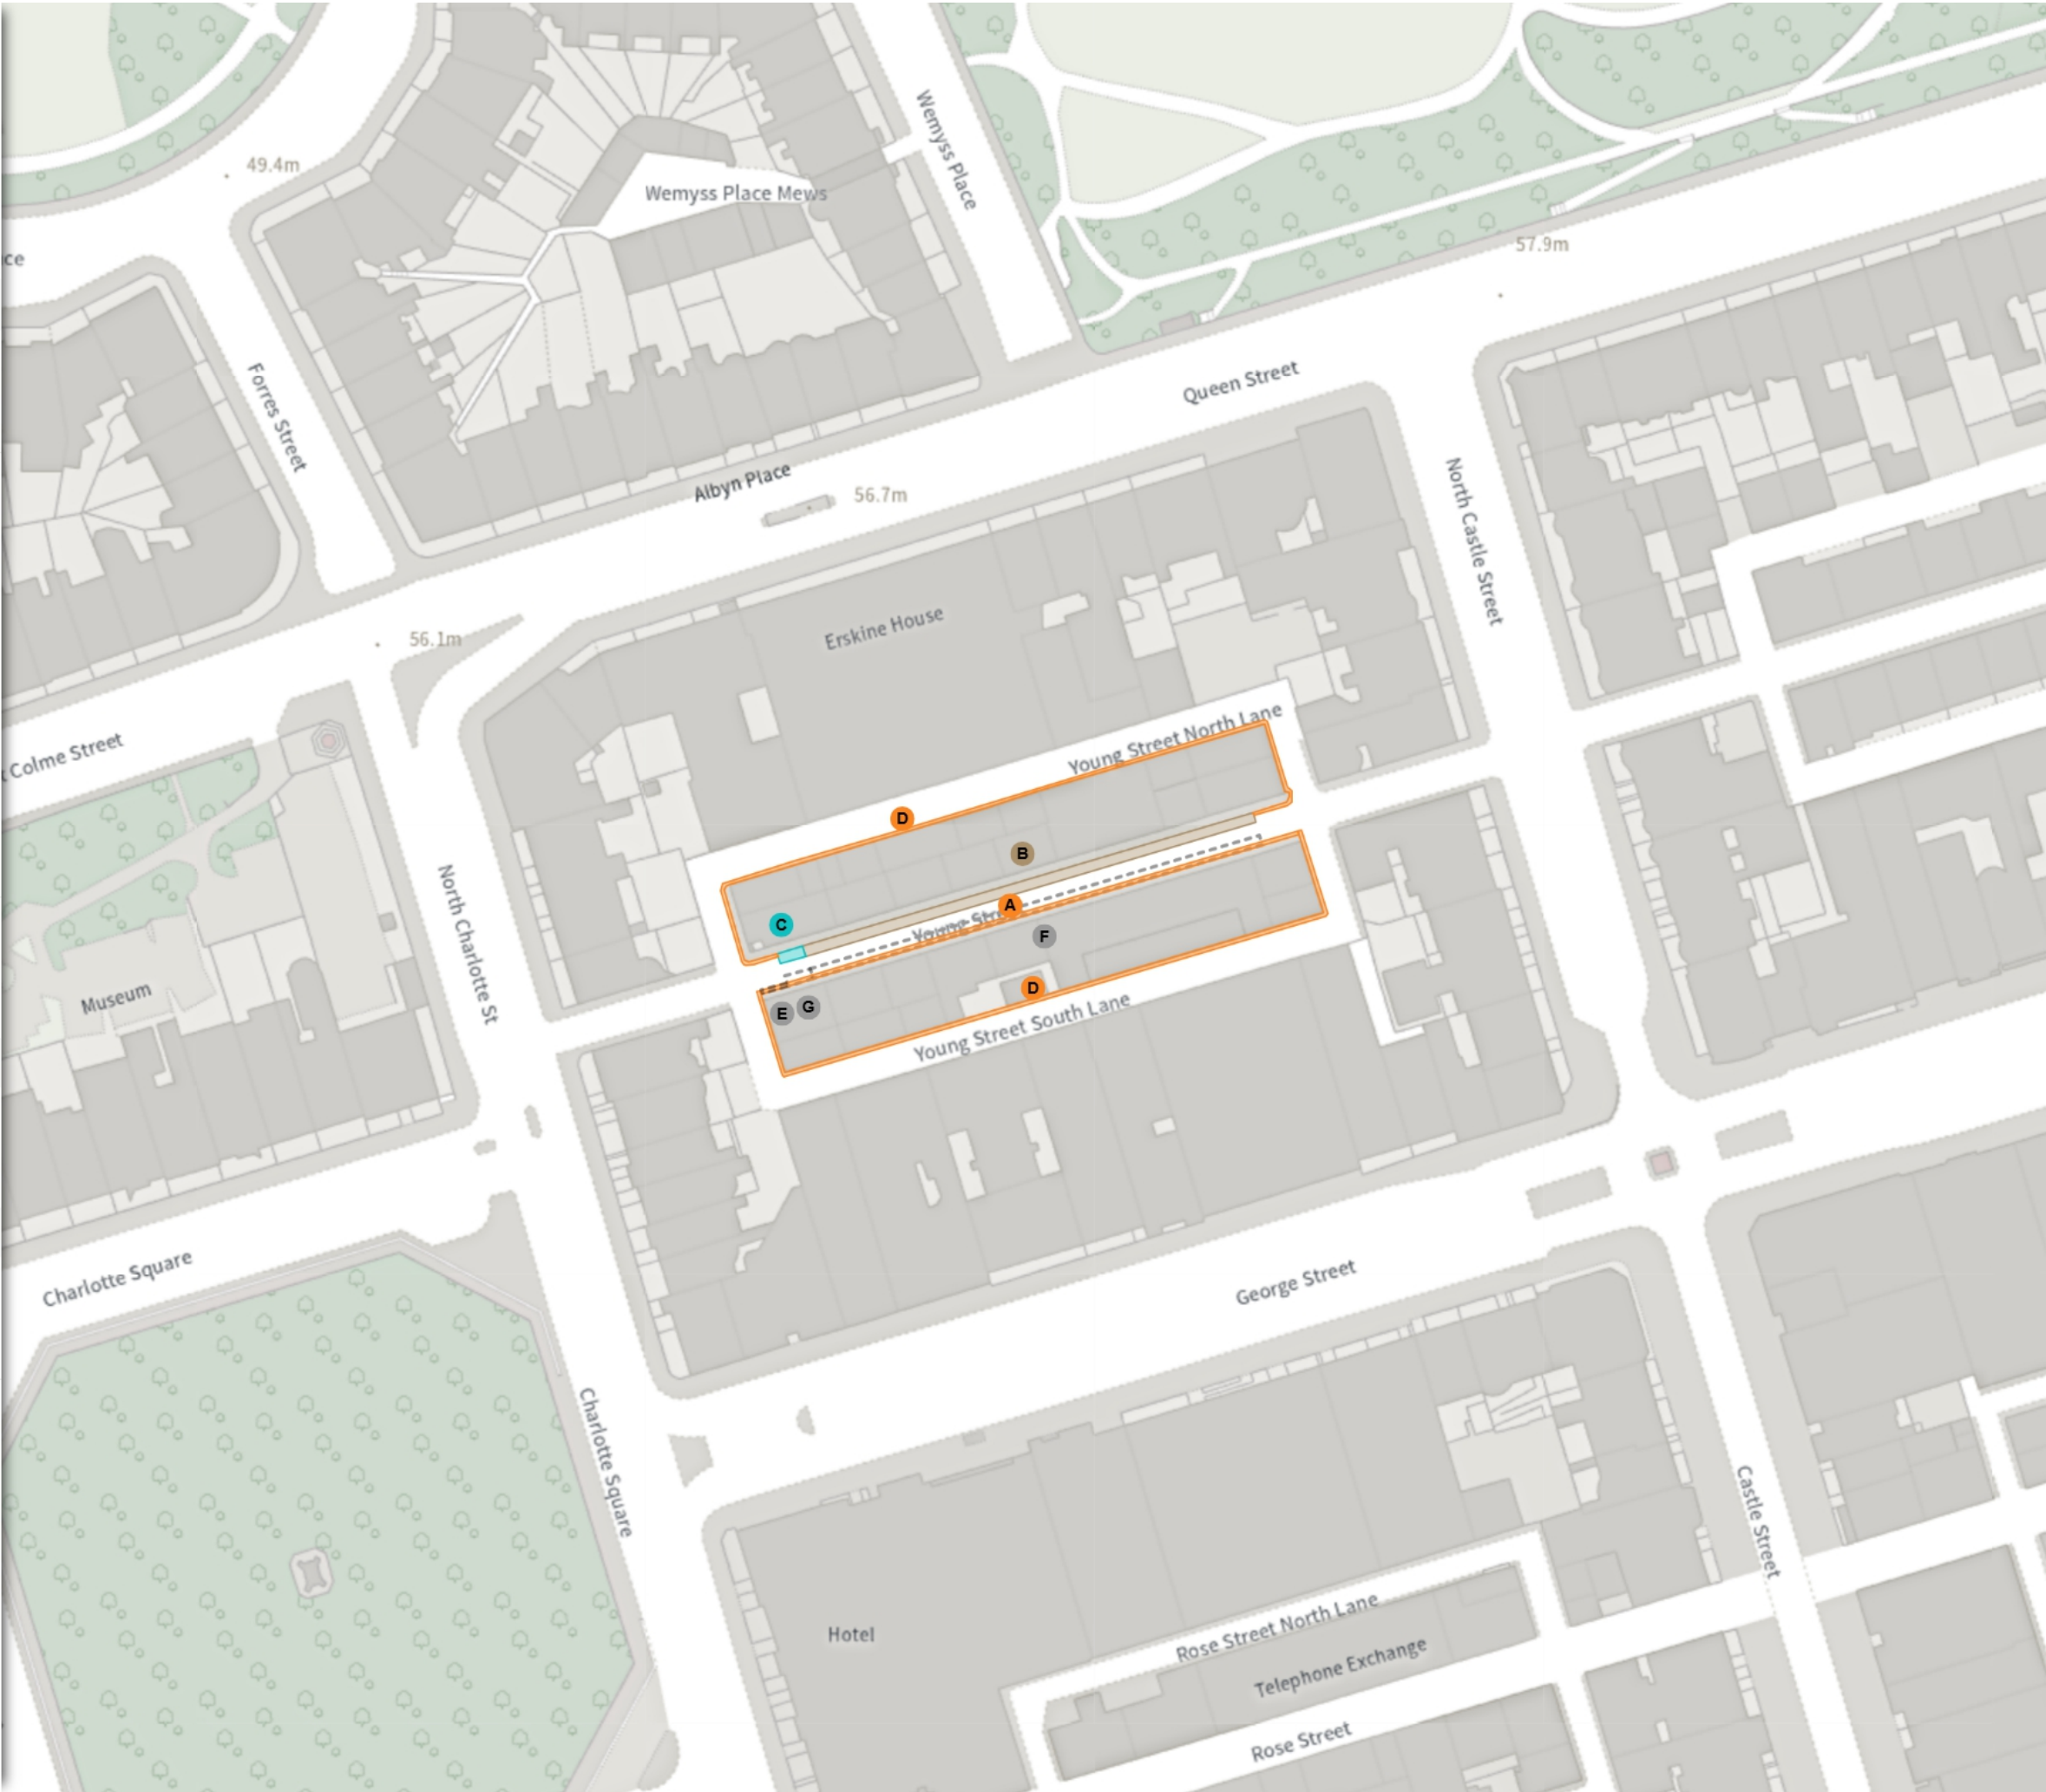 Wemyss Place
49.4m
Wemyss Place Mews
57.9m
Forres Street
Queen Street
Albyn Place
56.7m
North Castle Street
Erskine House
56.1m
Colme Street
Young Street North Lane
D
B
North Charlotte St
C
A
F
Museum
D
E
G
Young Street South Lane
Charlotte Square
George Street
Charlotte Square
Castle Street
Hotel
Rose Street North Lane
Telephone Exchange
Rose Street